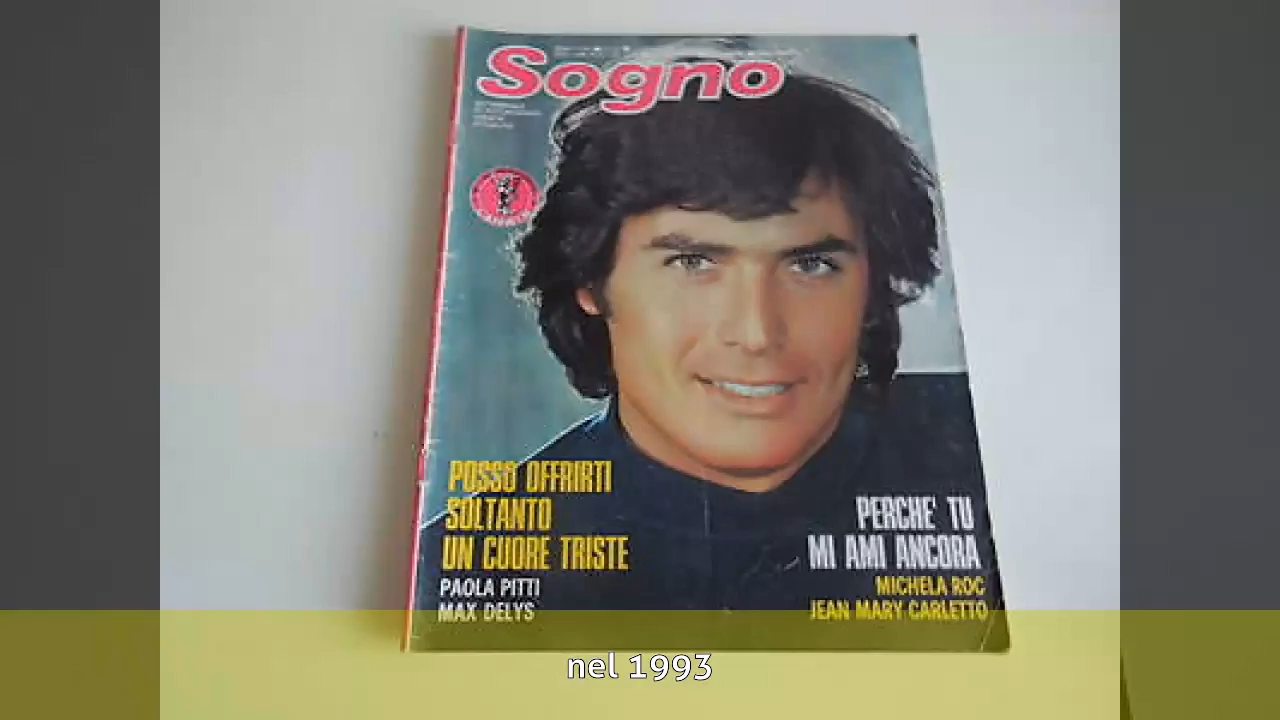 Sogno
POSSO OFFRIRTI
SOLTANTO
UN CUORE TRISTE
PAOLA PITTI
MAX DELYS
PERCHE' TU
MI AMI ANCORA
MICHELA ROC
JEAN MARY CARLETTO
nel 1993